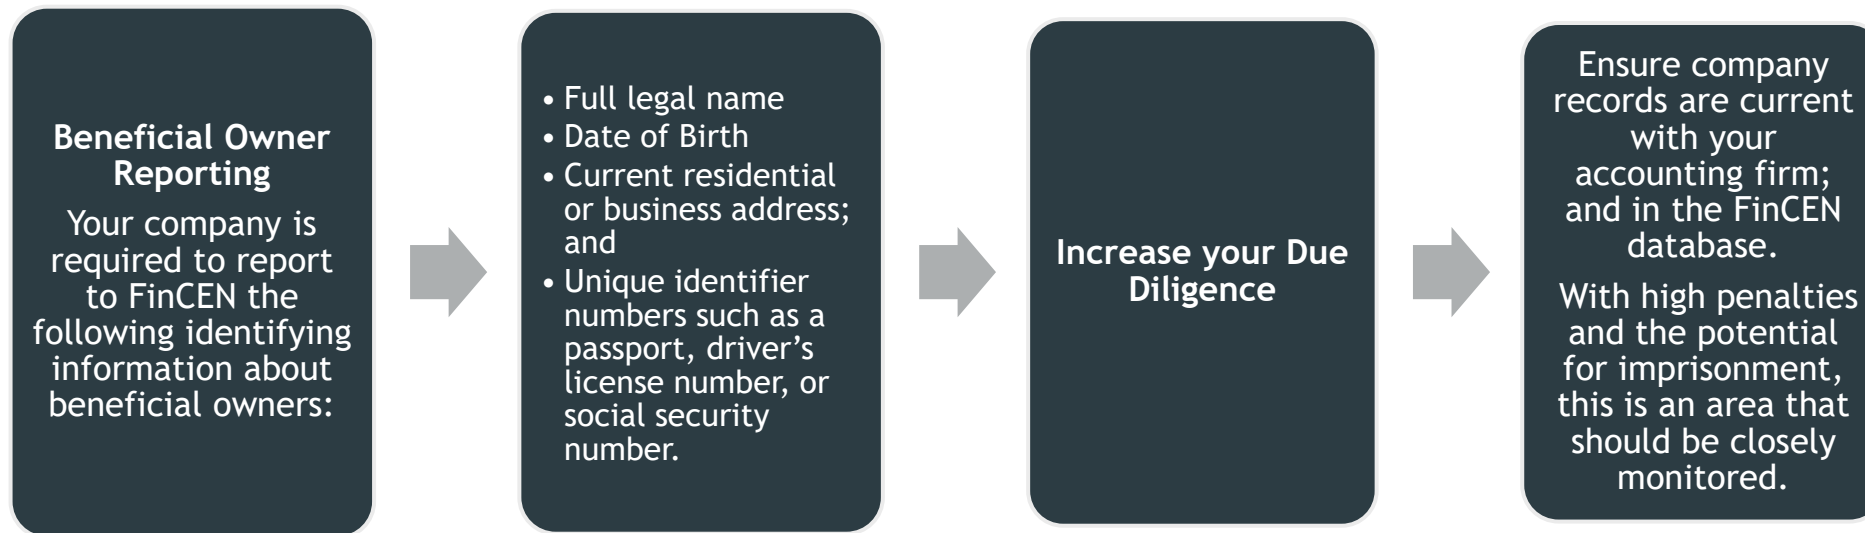 Beneficial Owner
Reporting
Your company is
required to report
to FinCEN the
following identifying
information about
beneficial owners:
• Full legal name
• Date of Birth
• Current residential
or business address;
and
• Unique identifier
numbers such as a
passport, driver’s
license number, or
social security
number.
Increase your Due
Diligence
Ensure company
records are current
with your
accounting firm;
and in the FinCEN
database.
With high penalties
and the potential
for imprisonment,
this is an area that
should be closely
monitored.